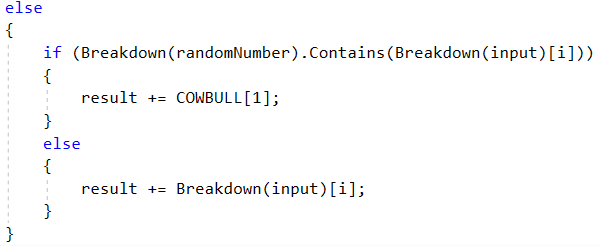 else
{
if (Breakdown(randomNumber).Contains(Breakdown(input)[i]))
{
result += COWBULL[1];
}
else
{
result += Breakdown(input)[i];
}
}